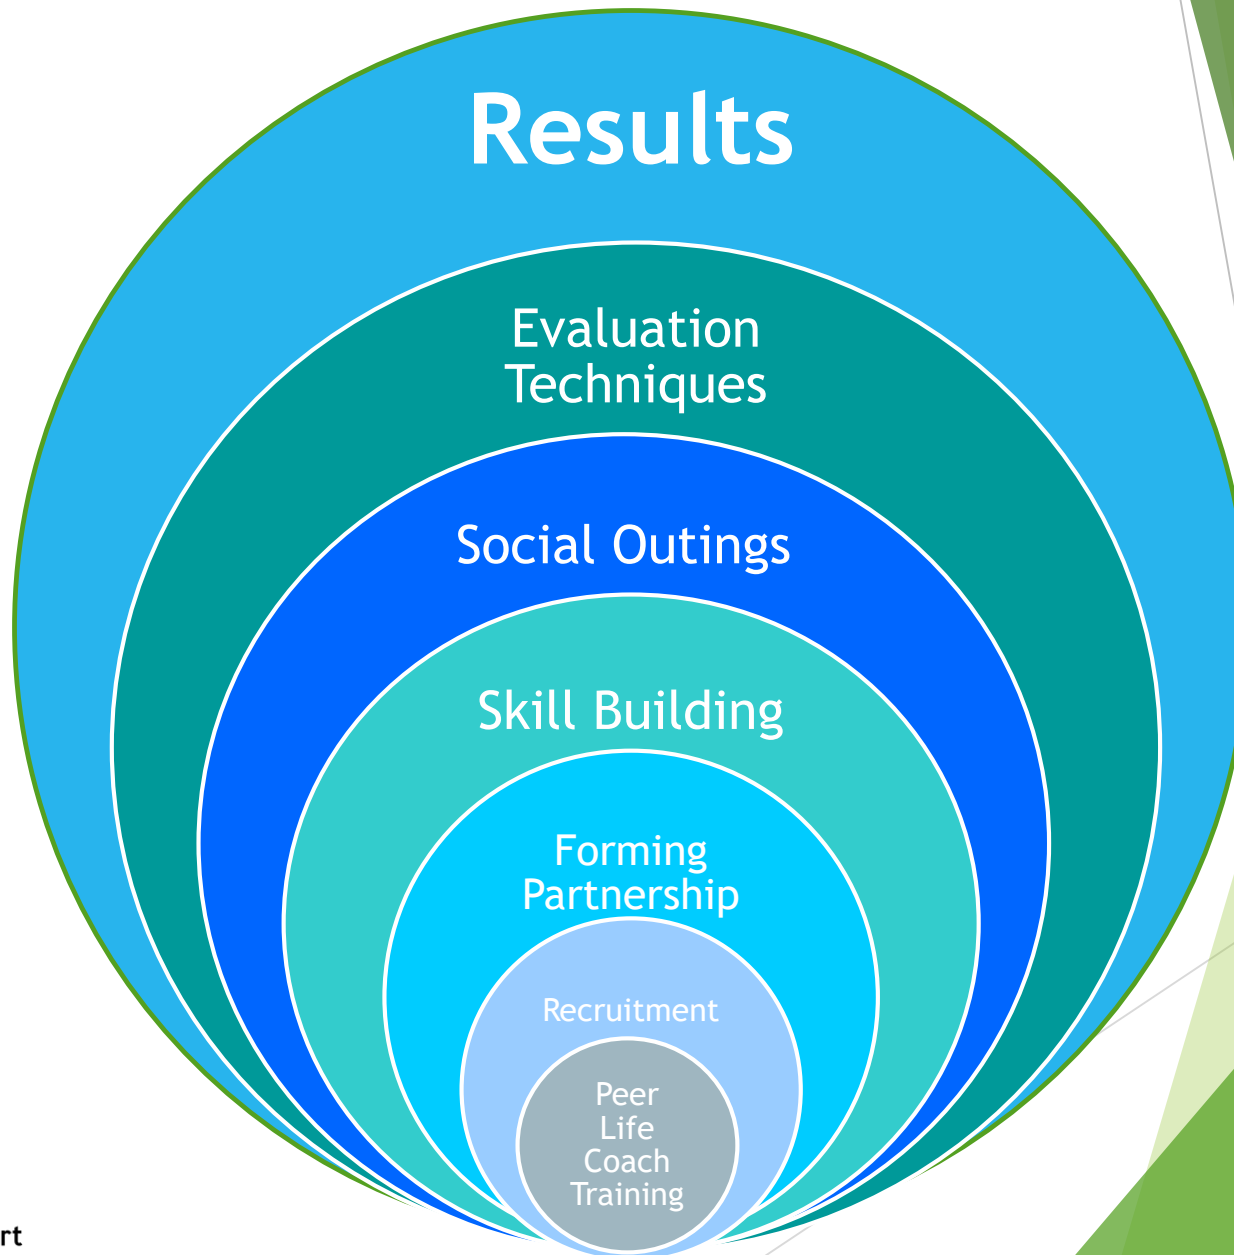 Results
Evaluation
Techniques
Social Outings
Skill Building
Forming
Partnership
Recruitment
Peer
Life
Coach
Training
rt